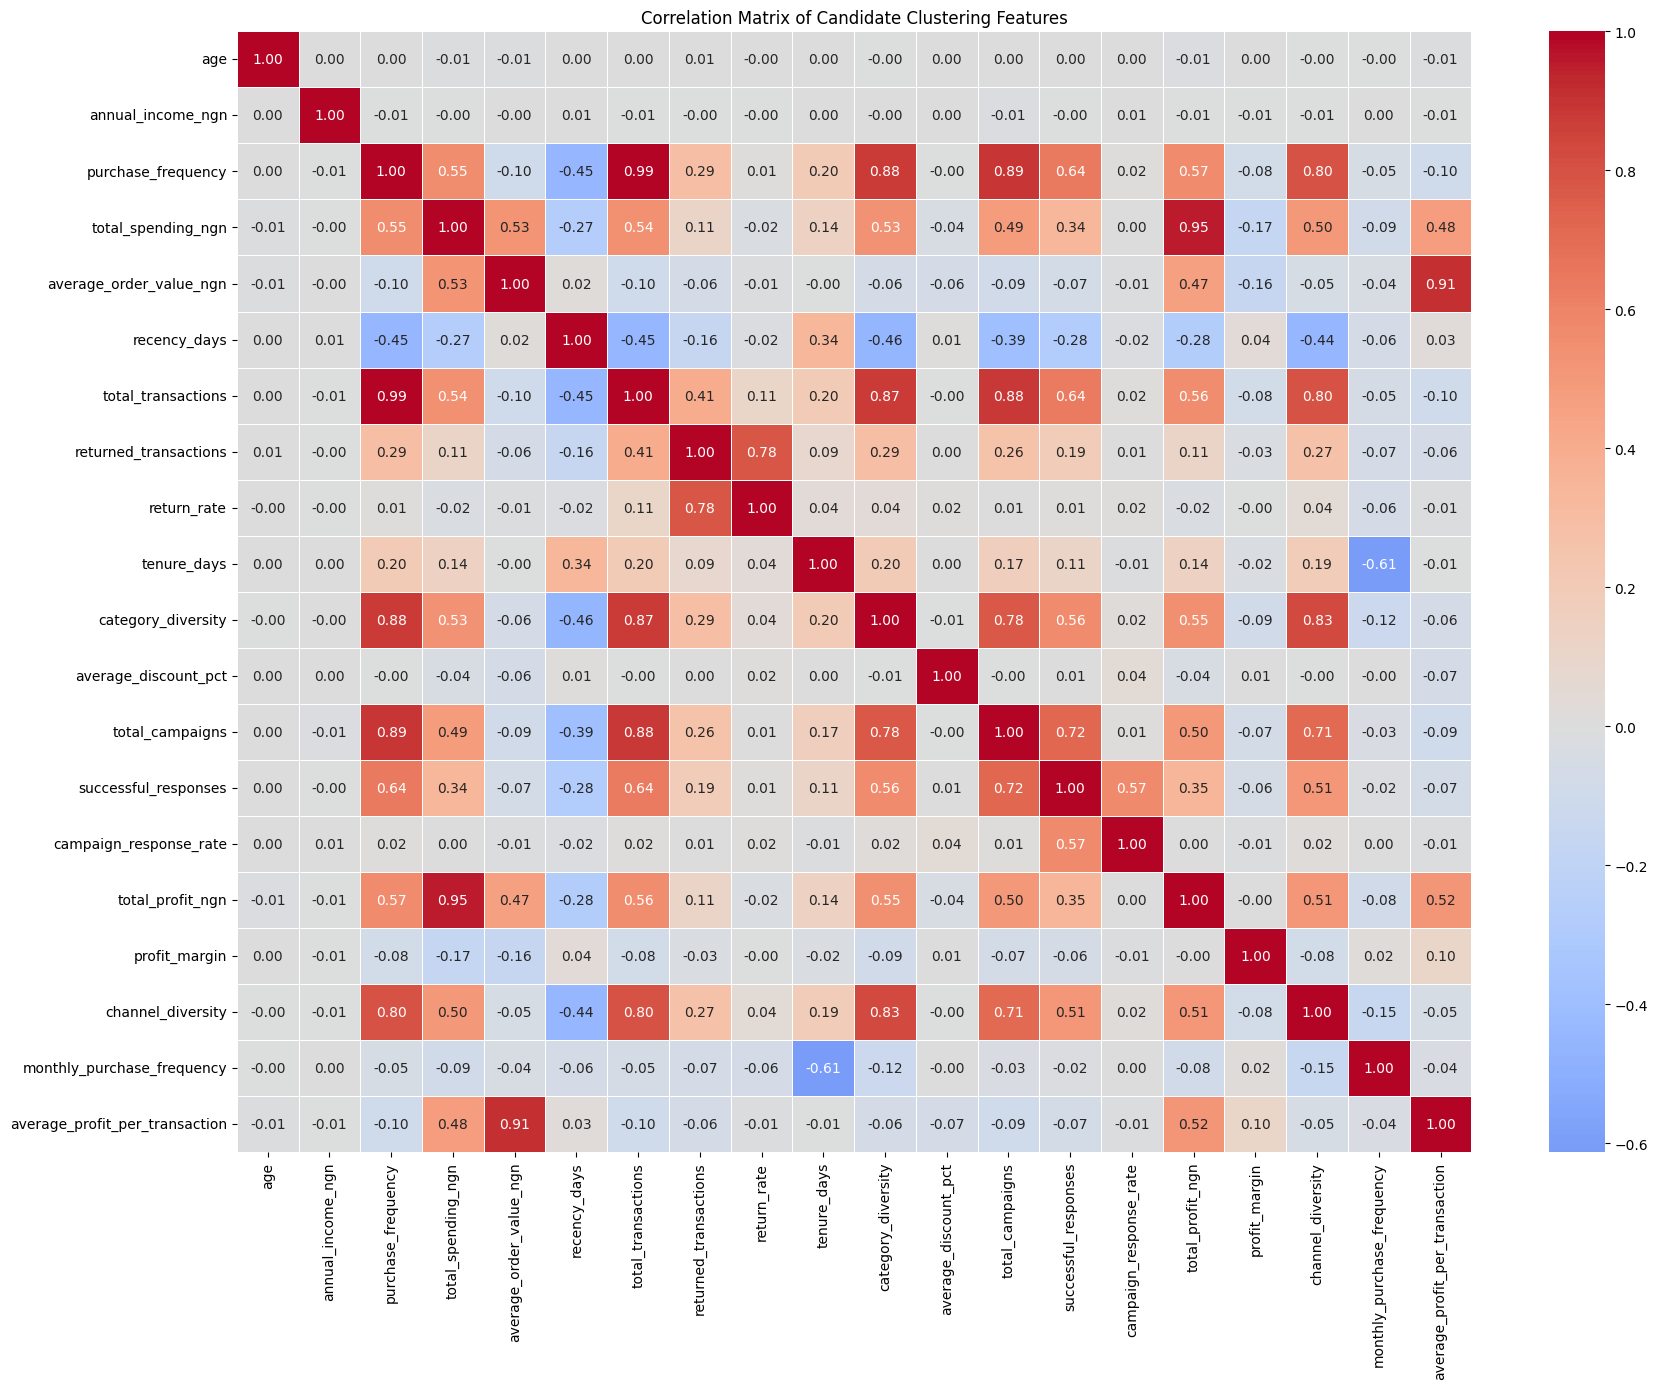 Correlation Matrix of Candidate Clustering Features
age 1.00 0.00 0.00 -0.01 -0.01 0.00 0.00 0.01 -0.00 0.00 -0.00 0.00 0.00 0.00 0.00 -0.01 0.00 -0.00 -0.00 -0.01
annual_income_ngn 0.00 1.00 -0.01 -0.00 -0.00 0.01 -0.01 -0.00 -0.00 0.00 -0.00 0.00 -0.01 -0.00 0.01 -0.01 -0.01 -0.01 0.00 -0.01
purchase_frequency 0.00 -0.01 1.00 0.55 -0.10 -0.45 0.99 0.29 0.01 0.20 0.88 -0.00 0.89 0.64 0.02 0.57 -0.08 0.80 -0.05 -0.10
total_spending_ngn -0.01 -0.00 0.55 1.00 0.53 -0.27 0.54 0.11 -0.02 0.14 0.53 -0.04 0.49 0.34 0.00 0.95 -0.17 0.50 -0.09 0.48
average_order_value_ngn -0.01 -0.00 -0.10 0.53 1.00 0.02 -0.10 -0.06 -0.01 -0.00 -0.06 -0.06 -0.09 -0.07 -0.01 0.47 -0.16 -0.05 -0.04 0.91
recency_days 0.00 0.01 -0.45 -0.27 0.02 1.00 -0.45 -0.16 -0.02 0.34 -0.46 0.01 -0.39 -0.28 -0.02 -0.28 0.04 -0.44 -0.06 0.03
total_transactions 0.00 -0.01 0.99 0.54 -0.10 -0.45 1.00 0.41 0.11 0.20 0.87 -0.00 0.88 0.64 0.02 0.56 -0.08 0.80 -0.05 -0.10
returned_transactions 0.01 -0.00 0.29 0.11 -0.06 -0.16 0.41 1.00 0.78 0.09 0.29 0.00 0.26 0.19 0.01 0.11 -0.03 0.27 -0.07 -0.06
return_rate -0.00 -0.00 0.01 -0.02 -0.01 -0.02 0.11 0.78 1.00 0.04 0.04 0.02 0.01 0.01 0.02 -0.02 -0.00 0.04 -0.06 -0.01
tenure_days 0.00 0.00 0.20 0.14 -0.00 0.34 0.20 0.09 0.04 1.00 0.20 0.00 0.17 0.11 -0.01 0.14 -0.02 0.19 -0.61 -0.01
category_diversity -0.00 -0.00 0.88 0.53 -0.06 -0.46 0.87 0.29 0.04 0.20 1.00 -0.01 0.78 0.56 0.02 0.55 -0.09 0.83 -0.12 -0.06
average_discount_pct 0.00 0.00 -0.00 -0.04 -0.06 0.01 -0.00 0.00 0.02 0.00 -0.01 1.00 -0.00 0.01 0.04 -0.04 0.01 -0.00 -0.00 -0.07
total_campaigns 0.00 -0.01 0.89 0.49 -0.09 -0.39 0.88 0.26 0.01 0.17 0.78 -0.00 1.00 0.72 0.01 0.50 -0.07 0.71 -0.03 -0.09
successful_responses 0.00 -0.00 0.64 0.34 -0.07 -0.28 0.64 0.19 0.01 0.11 0.56 0.01 0.72 1.00 0.57 0.35 -0.06 0.51 -0.02 -0.07
campaign_response_rate 0.00 0.01 0.02 0.00 -0.01 -0.02 0.02 0.01 0.02 -0.01 0.02 0.04 0.01 0.57 1.00 0.00 -0.01 0.02 0.00 -0.01
total_profit_ngn -0.01 -0.01 0.57 0.95 0.47 -0.28 0.56 0.11 -0.02 0.14 0.55 -0.04 0.50 0.35 0.00 1.00 -0.00 0.51 -0.08 0.52
profit_margin 0.00 -0.01 -0.08 -0.17 -0.16 0.04 -0.08 -0.03 -0.00 -0.02 -0.09 0.01 -0.07 -0.06 -0.01 -0.00 1.00 -0.08 0.02 0.10
channel_diversity -0.00 -0.01 0.80 0.50 -0.05 -0.44 0.80 0.27 0.04 0.19 0.83 -0.00 0.71 0.51 0.02 0.51 -0.08 1.00 -0.15 -0.05
monthly_purchase_frequency -0.00 0.00 -0.05 -0.09 -0.04 -0.06 -0.05 -0.07 -0.06 -0.61 -0.12 -0.00 -0.03 -0.02 0.00 -0.08 0.02 -0.15 1.00 -0.04
average_profit_per_transaction -0.01 -0.01 -0.10 0.48 0.91 0.03 -0.10 -0.06 -0.01 -0.01 -0.06 -0.07 -0.09 -0.07 -0.01 0.52 0.10 -0.05 -0.04 1.00
age
annual_income_ngn
purchase_frequency
total_spending_ngn
average_order_value_ngn
recency_days
total_transactions
returned_transactions
return_rate
tenure_days
category_diversity
average_discount_pct
total_campaigns
successful_responses
campaign_response_rate
total_profit_ngn
profit_margin
channel_diversity
monthly_purchase_frequency
average_profit_per_transaction
1.0
0.8
0.6
0.4
0.2
0.0
-0.2
-0.4
-0.6